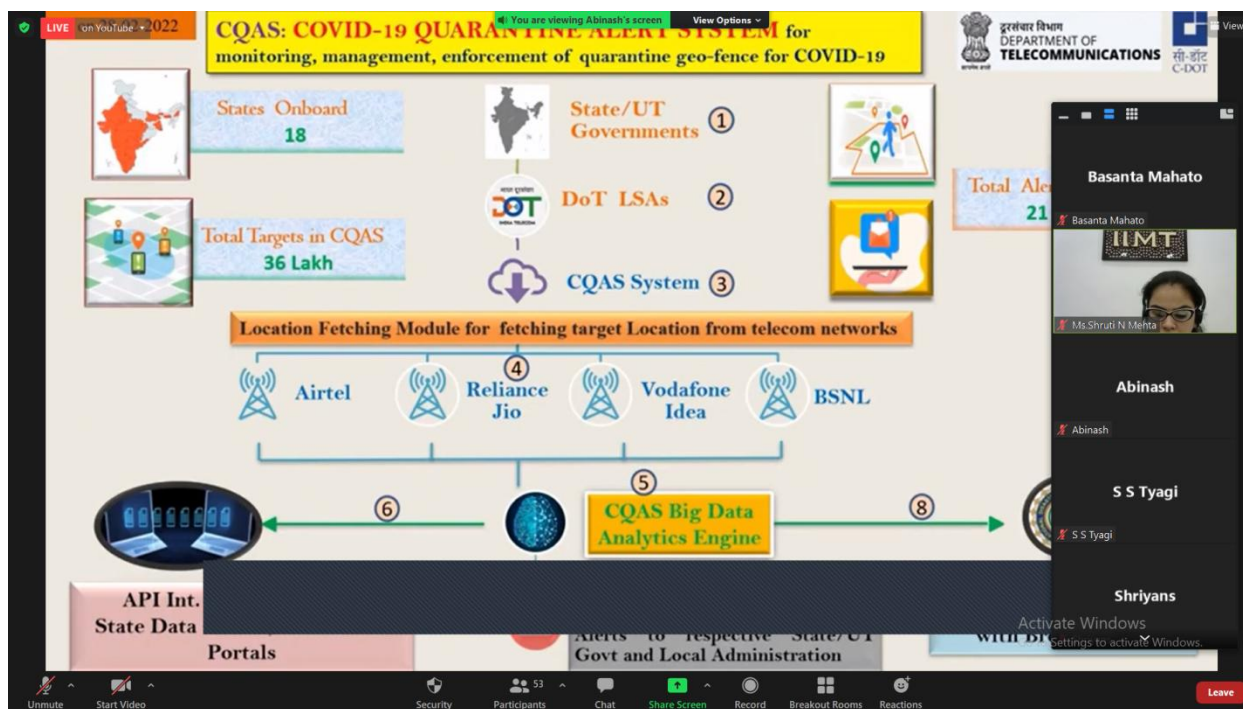 LIVE on YouTube
2022
You are viewing Abinash's screen
View Options
View
CQAS: COVID-19 QUARANTINE ALERT SYSTEM for
monitoring, management, enforcement of quarantine geo-fence for COVID-19
दूरसंचार विभाग
DEPARTMENT OF
TELECOMMUNICATIONS
सी-डॉट
C-DOT
States Onboard
18
State/UT
Governments
1
Total Targets in CQAS
36 Lakh
DOT
DoT LSAs
2
CQAS System
3
Total
21
Location Fetching Module for fetching target Location from telecom networks
4
Airtel
Reliance
Jio
Vodafone
Idea
BSNL
5
6
CQAS Big Data
Analytics Engine
8
API Int.
State Data
Portals
Alerts to respective State/UT
Govt and Local Administration
with
Basanta Mahato
Basanta Mahato
IIMT
Ms.Shruti N Mehta
Abinash
Abinash
S S Tyagi
S S Tyagi
Shriyans
Activate Windows
Settings to activate Windows.
Unmute
Start Video
Security
53
Participants
Chat
Share Screen
Record
Breakout Rooms
Reactions
Leave